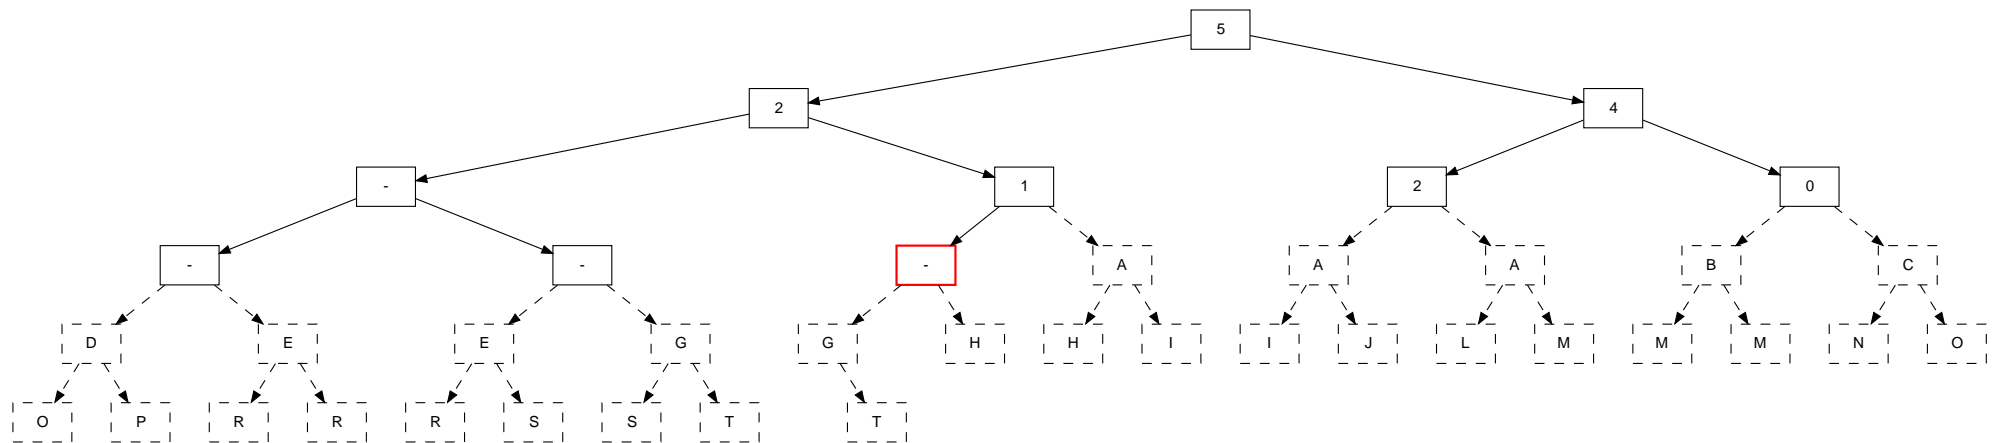 5
2 4
- 1 2 0
- - - A A A B C
D E E G G H H I I J L M M M N O
O P R R R S S T T